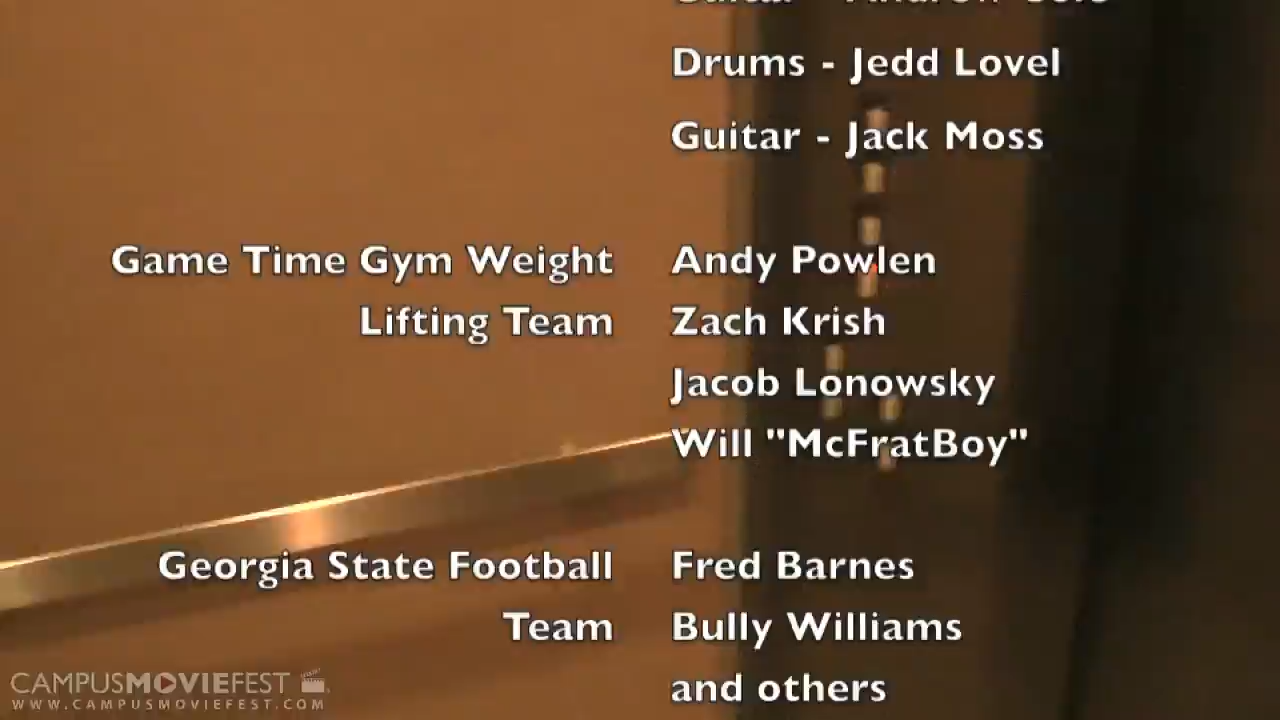 Drums - Jedd Lovel
Guitar - Jack Moss
Game Time Gym Weight Andy Powlen
Lifting Team Zach Krish
Jacob Lonowsky
Will "McFratBoy"
Georgia State Football Fred Barnes
Team Bully Williams
and others
CAMPUSMOVIEFEST
WWW.CAMPUSMOVIEFEST.COM